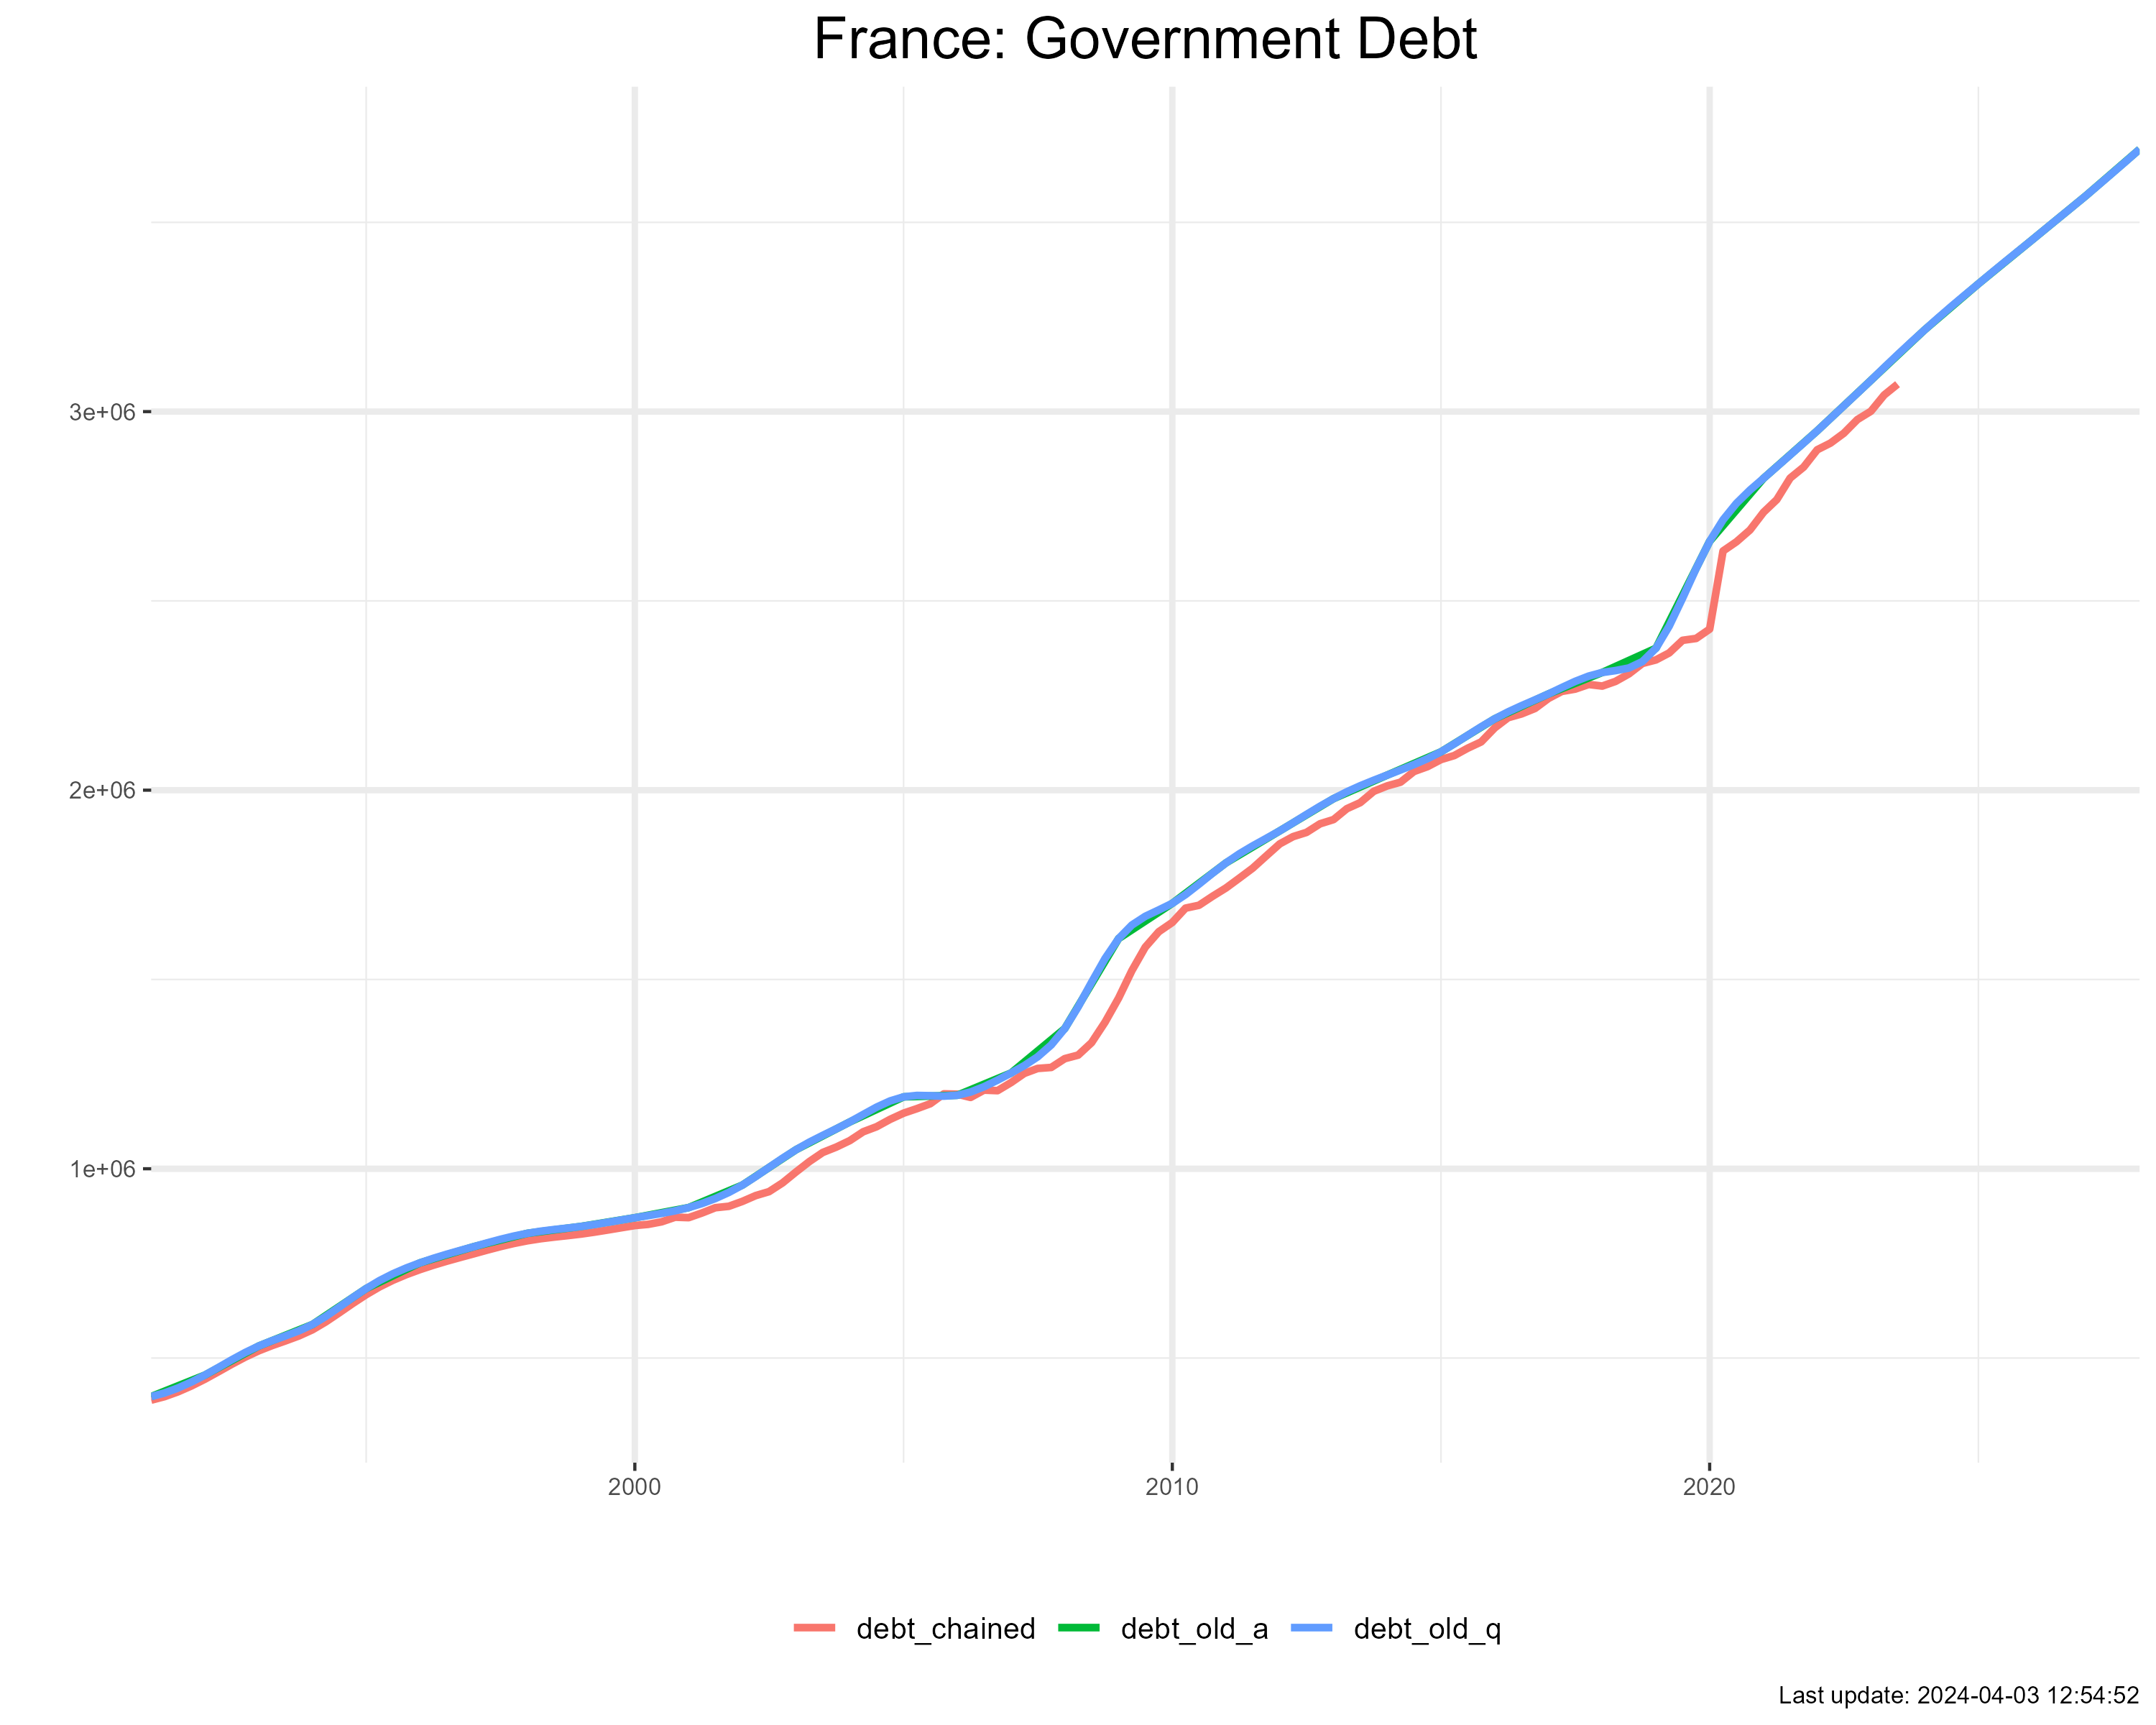 France: Government Debt
3e+06
2e+06
1e+06
2000 2010 2020
debt_chained debt_old_a debt_old_q
Last update: 2024-04-03 12:54:52